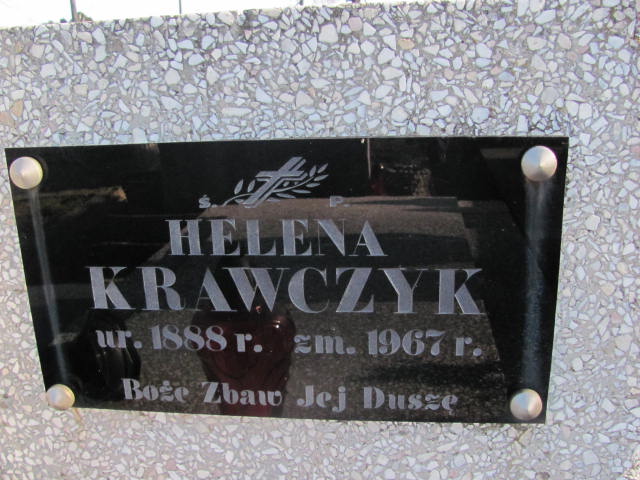 Ś. P.
HELENA
KRAWCZYK
ur. 1888 r. zm. 1967 r.
Boże Zbaw Jej Duszę